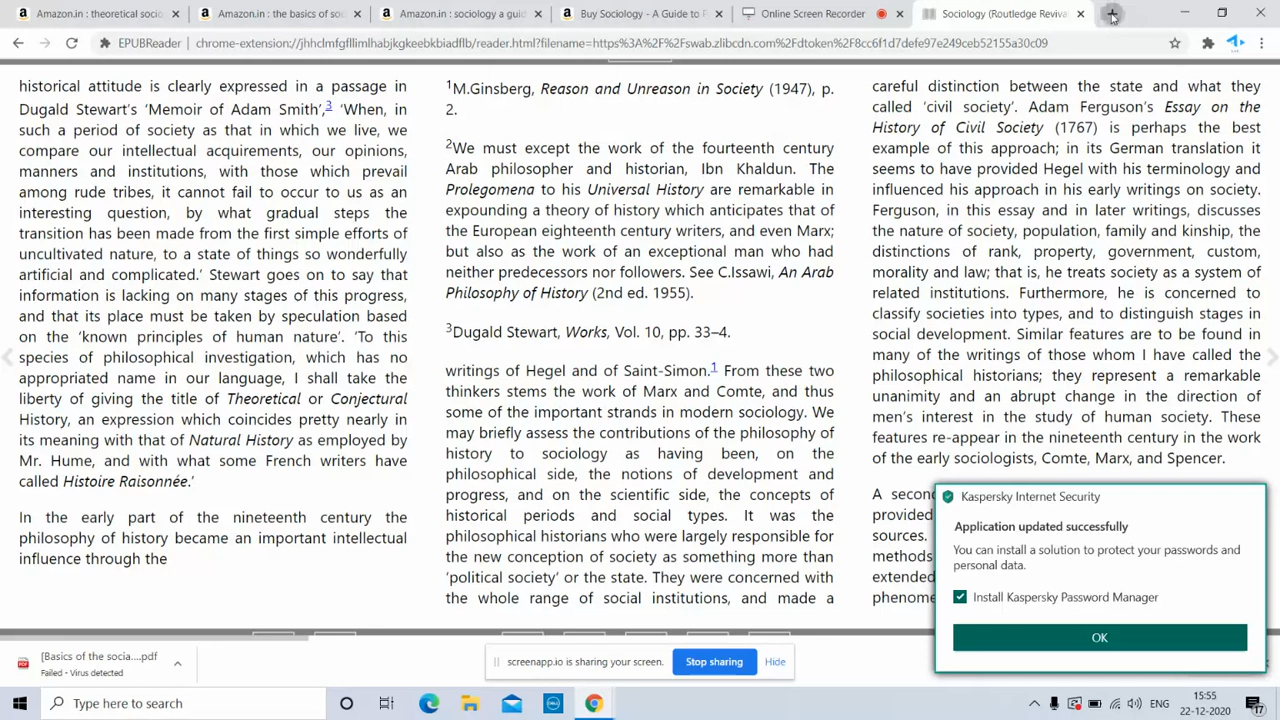 Amazon.in : theoretical socio
Amazon.in : the basics of soc
Amazon.in : sociology a guid
Buy Sociology - A Guide to P
Online Screen Recorder
Sociology (Routledge Reviva
EPUBReader
chrome-extension://jhhclmfgfllimlhabjkgkeebkbiadflb/reader.html?filename=https%3A%2F%2Fswab.zlibcdn.com%2Fdtoken%2F8cc6f1d7defe97e249ceb52155a30c09
historical attitude is clearly expressed in a passage in
Dugald Stewart's 'Memoir of Adam Smith',3 'When, in
such a period of society as that in which we live, we
compare our intellectual acquirements, our opinions,
manners and institutions, with those which prevail
among rude tribes, it cannot fail to occur to us as an
interesting question, by what gradual steps the
transition has been made from the first simple efforts of
uncultivated nature, to a state of things so wonderfully
artificial and complicated.' Stewart goes on to say that
information is lacking on many stages of this progress,
and that its place must be taken by speculation based
on the 'known principles of human nature'. 'To this
species of philosophical investigation, which has no
appropriated name in our language, I shall take the
liberty of giving the title of Theoretical or Conjectural
History, an expression which coincides pretty nearly in
its meaning with that of Natural History as employed by
Mr. Hume, and with what some French writers have
called Histoire Raisonnée.'
In the early part of the nineteenth century the
philosophy of history became an important intellectual
influence through the
1M.Ginsberg, Reason and Unreason in Society (1947), p.
2.
2We must except the work of the fourteenth century
Arab philosopher and historian, Ibn Khaldun. The
Prolegomena to his Universal History are remarkable in
expounding a theory of history which anticipates that of
the European eighteenth century writers, and even Marx;
but also as the work of an exceptional man who had
neither predecessors nor followers. See C.Issawi, An Arab
Philosophy of History (2nd ed. 1955).
3Dugald Stewart, Works, Vol. 10, pp. 33–4.
writings of Hegel and of Saint-Simon.1 From these two
thinkers stems the work of Marx and Comte, and thus
some of the important strands in modern sociology. We
may briefly assess the contributions of the philosophy of
history to sociology as having been, on the
philosophical side, the notions of development and
progress, and on the scientific side, the concepts of
historical periods and social types. It was the
philosophical historians who were largely responsible for
the new conception of society as something more than
'political society' or the state. They were concerned with
the whole range of social institutions, and made a
careful distinction between the state and what they
called 'civil society'. Adam Ferguson's Essay on the
History of Civil Society (1767) is perhaps the best
example of this approach; in its German translation it
seems to have provided Hegel with his terminology and
influenced his approach in his early writings on society.
Ferguson, in this essay and in later writings, discusses
the nature of society, population, family and kinship, the
distinctions of rank, property, government, custom,
morality and law; that is, he treats society as a system of
related institutions. Furthermore, he is concerned to
classify societies into types, and to distinguish stages in
social development. Similar features are to be found in
many of the writings of those whom I have called the
philosophical historians; they represent a remarkable
unanimity and an abrupt change in the direction of
men's interest in the study of human society. These
features re-appear in the nineteenth century in the work
of the early sociologists, Comte, Marx, and Spencer.
A secon
provided
sources.
methods
extended
phenome
Kaspersky Internet Security
Application updated successfully
You can install a solution to protect your passwords and
personal data.
Install Kaspersky Password Manager
OK
[Basics of the socia....pdf
Failed • Virus detected
screenapp.io is sharing your screen.
Stop sharing
Hide
Type here to search
DELL
ENG
15:55
22-12-2020
17